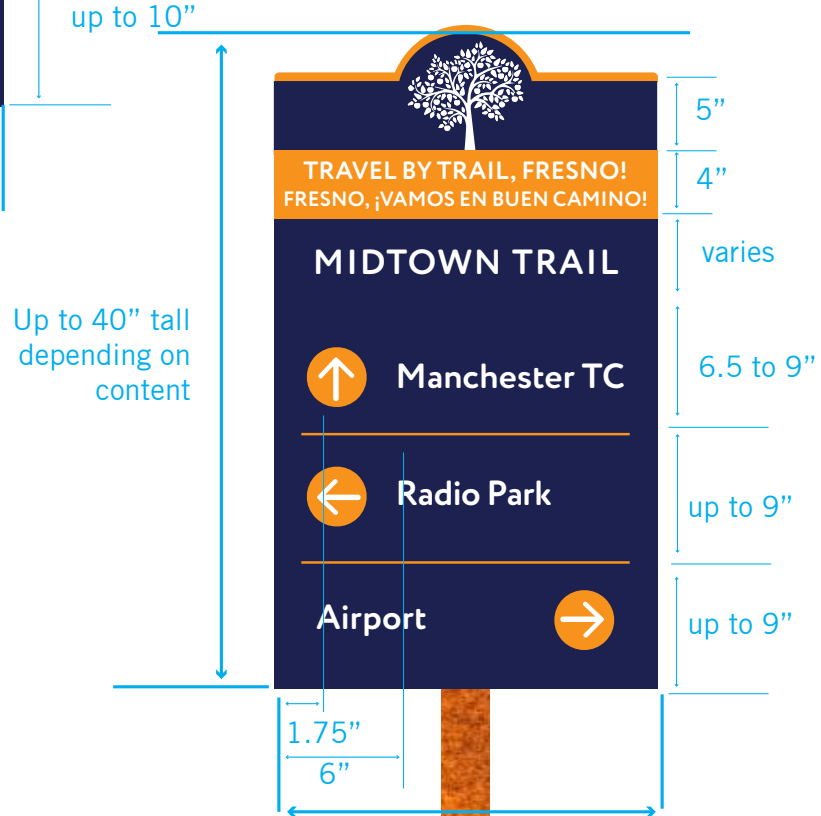 up to 10”
5”
TRAVEL BY TRAIL, FRESNO!
FRESNO, ¡VAMOS EN BUEN CAMINO!
4”
MIDTOWN TRAIL
varies
Up to 40” tall
depending on
content
Manchester TC
6.5 to 9”
Radio Park
up to 9”
Airport
up to 9”
1.75”
6”